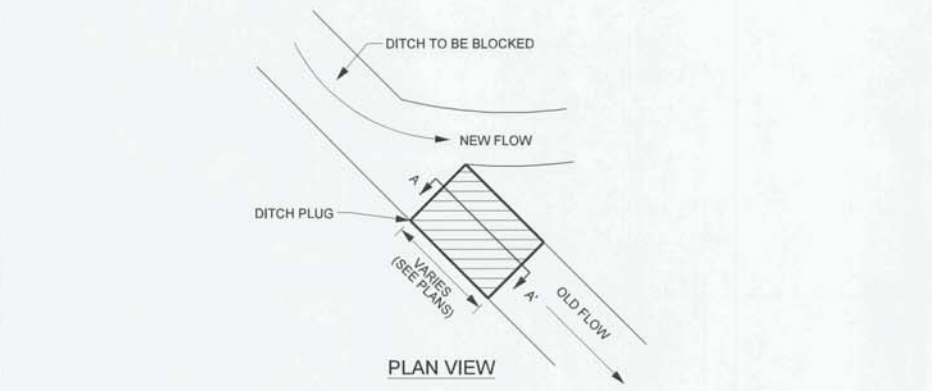 DITCH TO BE BLOCKED
NEW FLOW
A
DITCH PLUG
VARIES
(SEE PLANS)
A'
OLD FLOW
PLAN VIEW